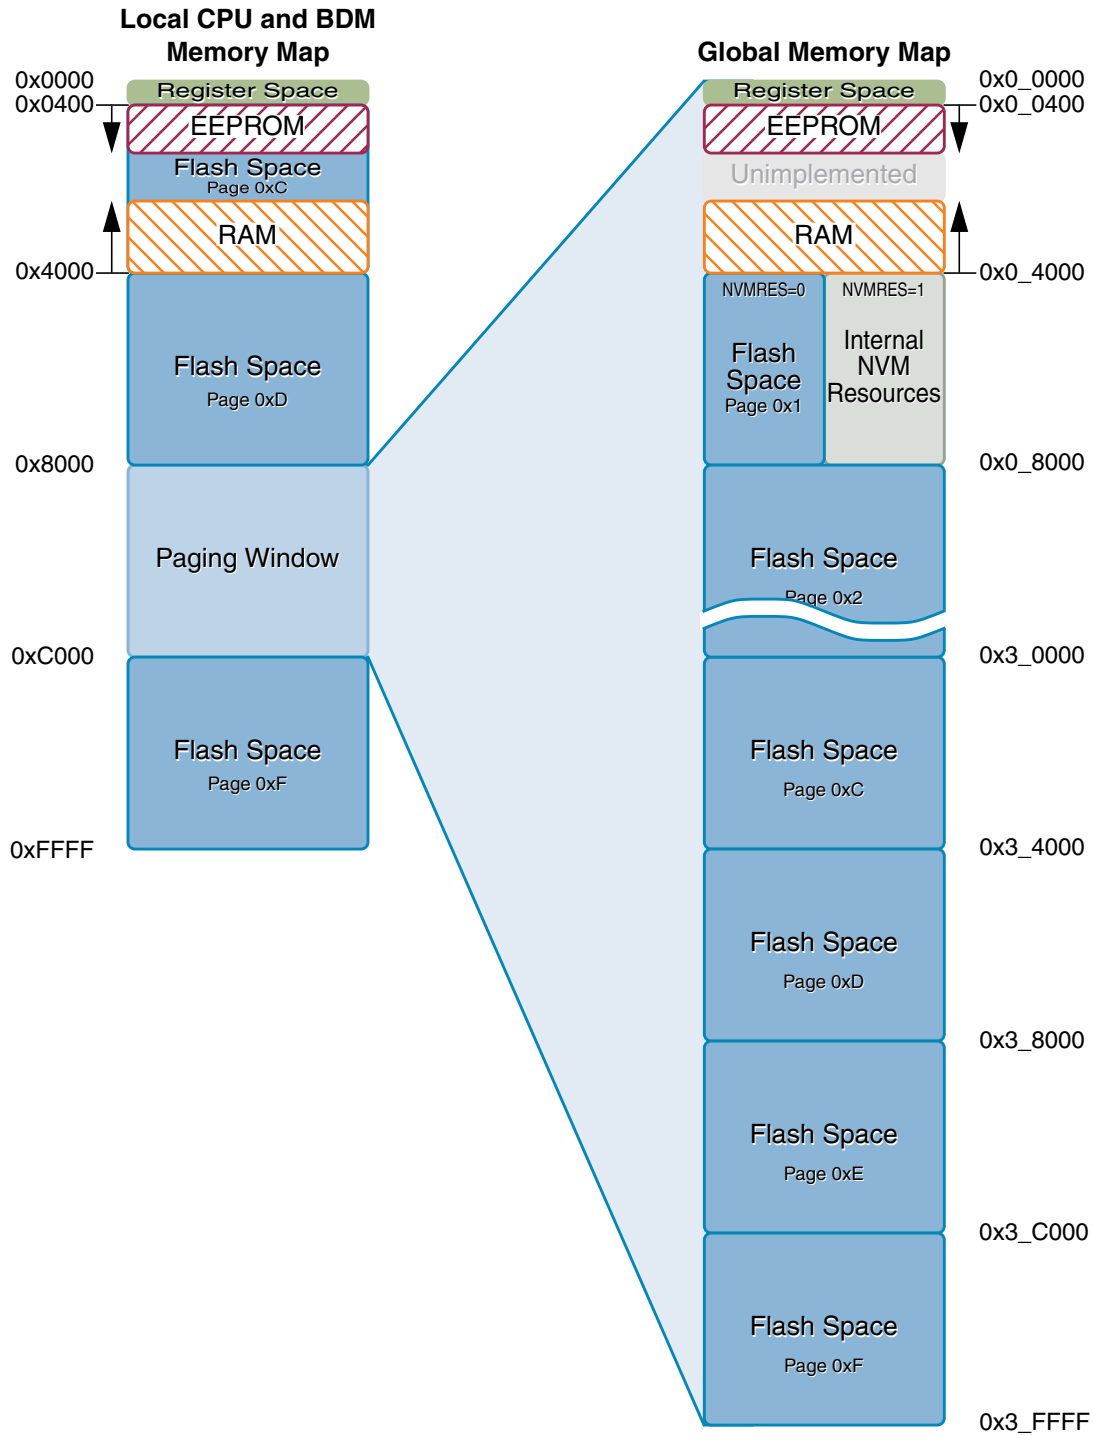 Local CPU and BDM
Memory Map
0x0000
Register Space
0x0400
EEPROM
Flash Space
Page 0xC
RAM
0x4000
Flash Space
Page 0xD
0x8000
Paging Window
0xC000
Flash Space
Page 0xF
0xFFFF
Global Memory Map
0x0_0000
Register Space
0x0_0400
EEPROM
Unimplemented
RAM
0x0_4000
NVMRES=0
Flash
Space
Page 0x1
NVMRES=1
Internal
NVM
Resources
0x0_8000
Flash Space
Page 0x2
0x3_0000
Flash Space
Page 0xC
0x3_4000
Flash Space
Page 0xD
0x3_8000
Flash Space
Page 0xE
0x3_C000
Flash Space
Page 0xF
0x3_FFFF